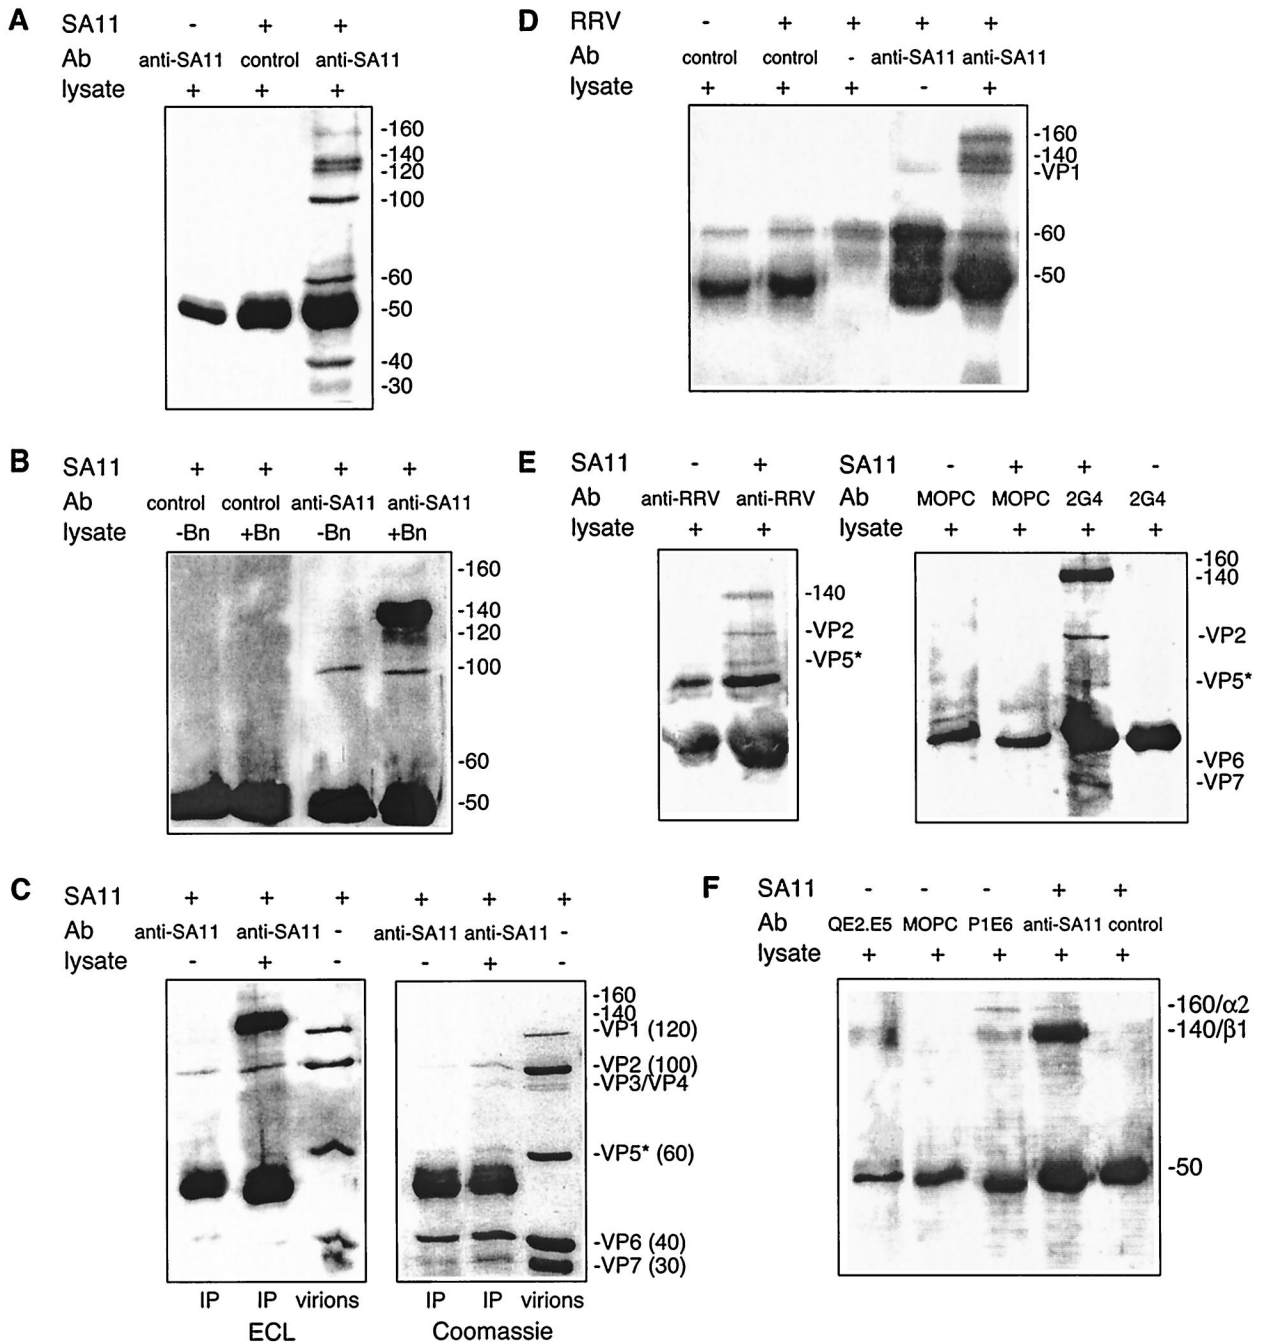 A
SA11 - + +
Ab anti-SA11 control anti-SA11
lysate + + +
-160
-140
-120
-100
-60
-50
-40
-30
B
SA11 + + + +
Ab control control anti-SA11 anti-SA11
lysate -Bn +Bn -Bn +Bn
-160
-140
-120
-100
-60
-50
C
SA11 + + + + + +
Ab anti-SA11 anti-SA11 - anti-SA11 anti-SA11 -
lysate - + - - + -
-160
-140
-VP1 (120)
-VP2 (100)
-VP3/VP4
-VP5* (60)
-VP6 (40)
-VP7 (30)
IP IP virions IP IP virions
ECL Coomassie
D
RRV - + + + +
Ab control control - anti-SA11 anti-SA11
lysate + + + - +
-160
-140
-VP1
-60
-50
E
SA11 - +
Ab anti-RRV anti-RRV
lysate + +
-140
-VP2
-VP5*
SA11 - + + -
Ab MOPC MOPC 2G4 2G4
lysate + + + +
-160
-140
-VP2
-VP5*
-VP6
-VP7
F
SA11 - - - + +
Ab QE2.E5 MOPC P1E6 anti-SA11 control
lysate + + + + +
-160/α2
-140/β1
-50